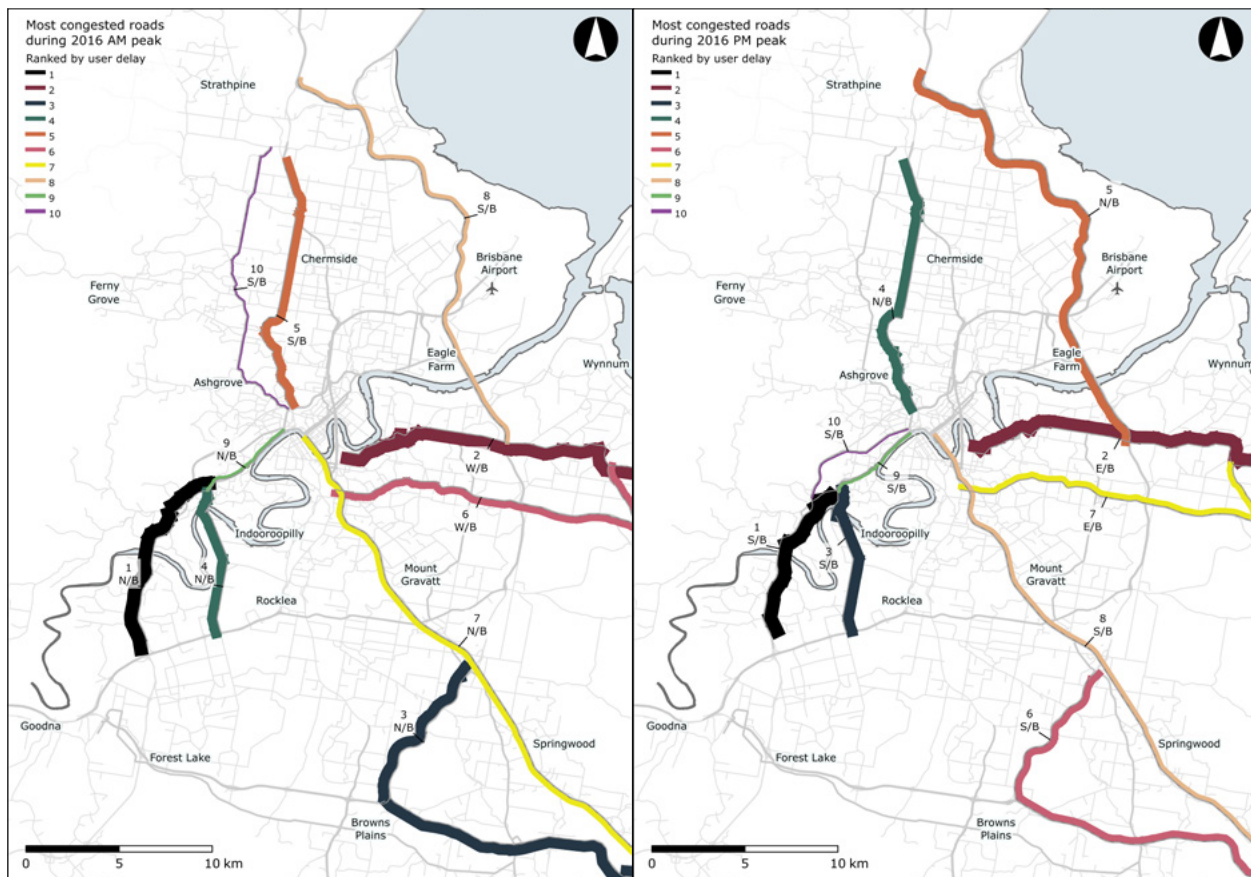 Most congested roads
during 2016 AM peak
Ranked by user delay
1
2
3
4
5
6
7
8
9
10
Strathpine
8
S/B
Brisbane
Airport
Chermside
10
S/B
Ferny
Grove
5
S/B
Eagle
Farm
Wynnum
Ashgrove
9
N/B
2
W/B
6
W/B
Indooroopilly
1
N/B
4
N/B
Mount
Gravatt
Rocklea
7
N/B
3
N/B
Goodna
Forest Lake
Springwood
Browns
Plains
0
5
10 km
Most congested roads
during 2016 PM peak
Ranked by user delay
1
2
3
4
5
6
7
8
9
10
Strathpine
5
N/B
Brisbane
Airport
Chermside
4
N/B
Ferny
Grove
Eagle
Farm
Wynnum
Ashgrove
10
S/B
2
E/B
9
S/B
7
E/B
Indooroopilly
1
S/B
3
S/B
Mount
Gravatt
Rocklea
8
S/B
6
S/B
Goodna
Forest Lake
Springwood
Browns
Plains
0
5
10 km